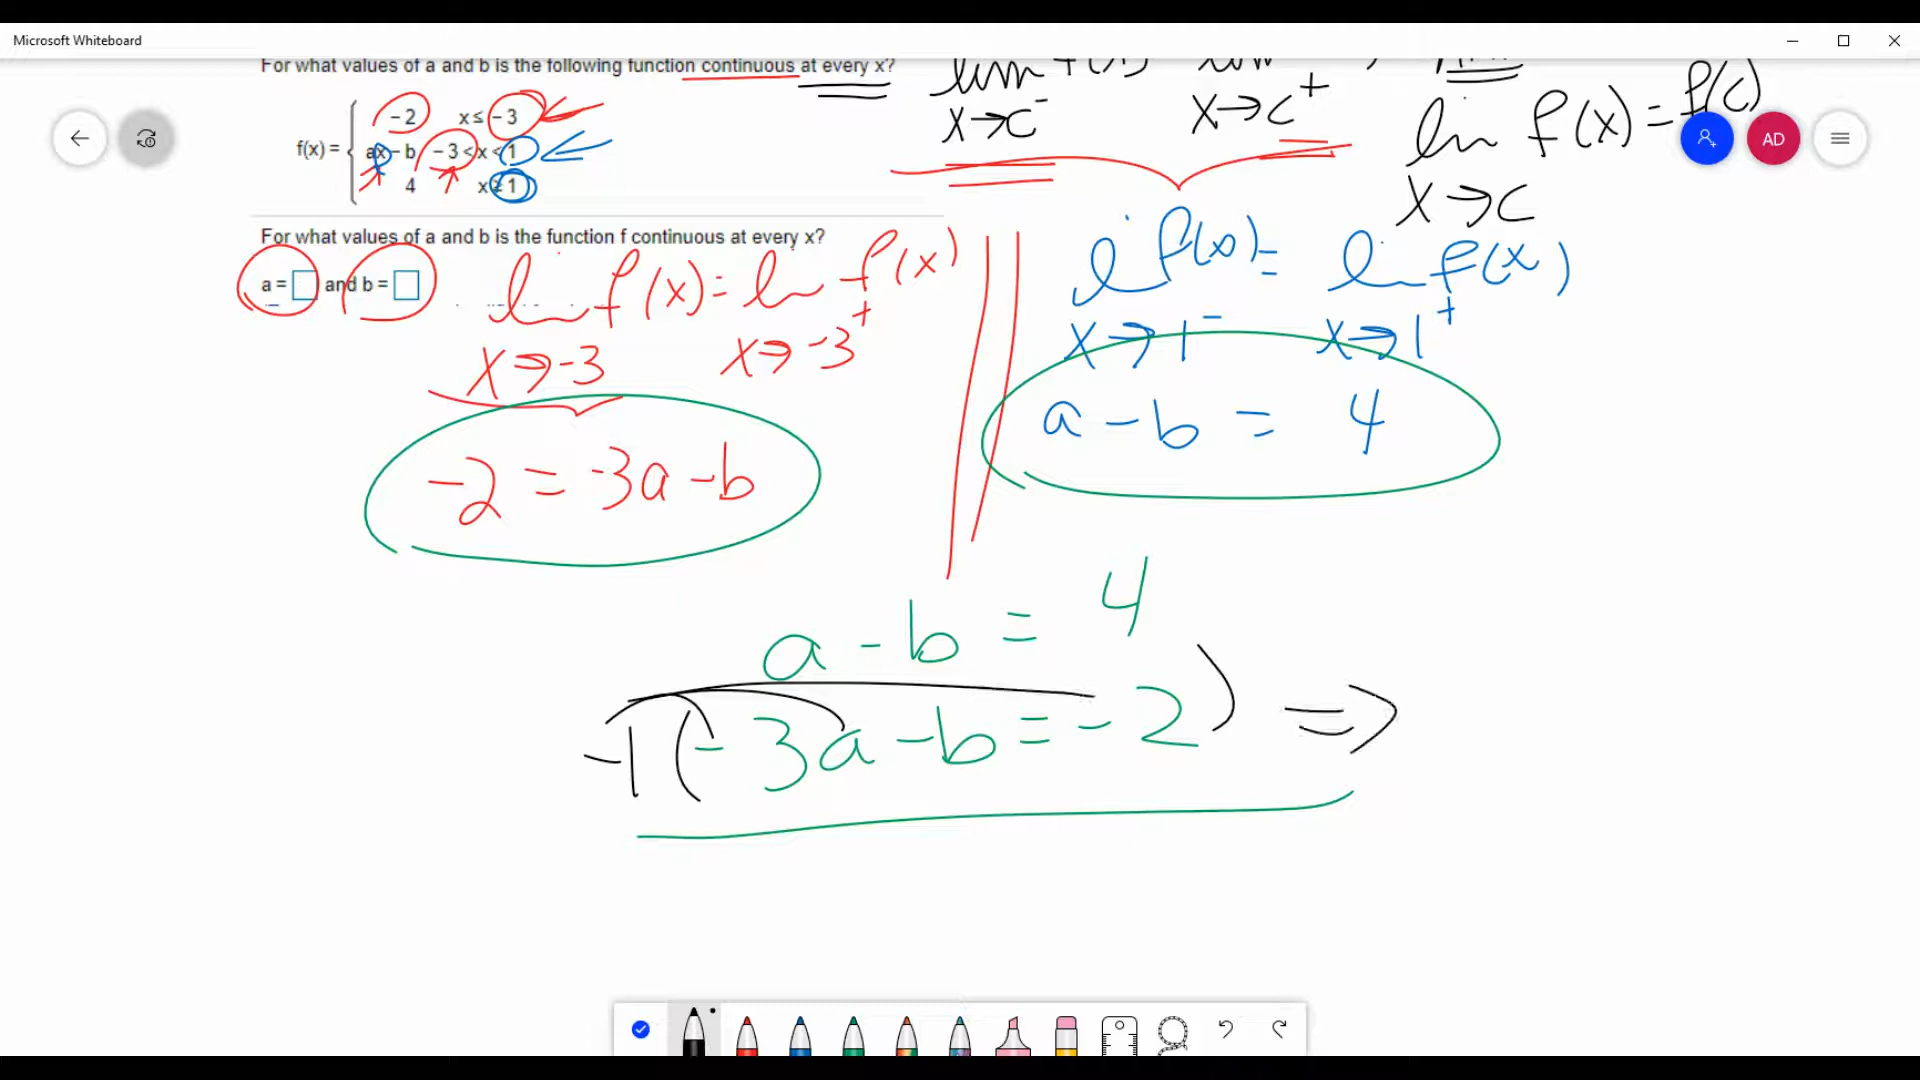 Microsoft Whiteboard
For what values of a and b is the following function continuous at every x?
lim f(x) lim
x→c⁻ x→c⁺
lim f(x) = f(c)
x→c
f(x) =
-2 x ≤ -3
ax - b -3 < x < 1
4 x ≥ 1
AD
For what values of a and b is the function f continuous at every x?
a = and b =
lim f(x) = lim f(x)
x→-3 x→-3⁺
-2 = -3a - b
lim f(x) = lim f(x)
x→1⁻ x→1⁺
a - b = 4
a - b = 4
-1(-3a - b = -2) ⇒